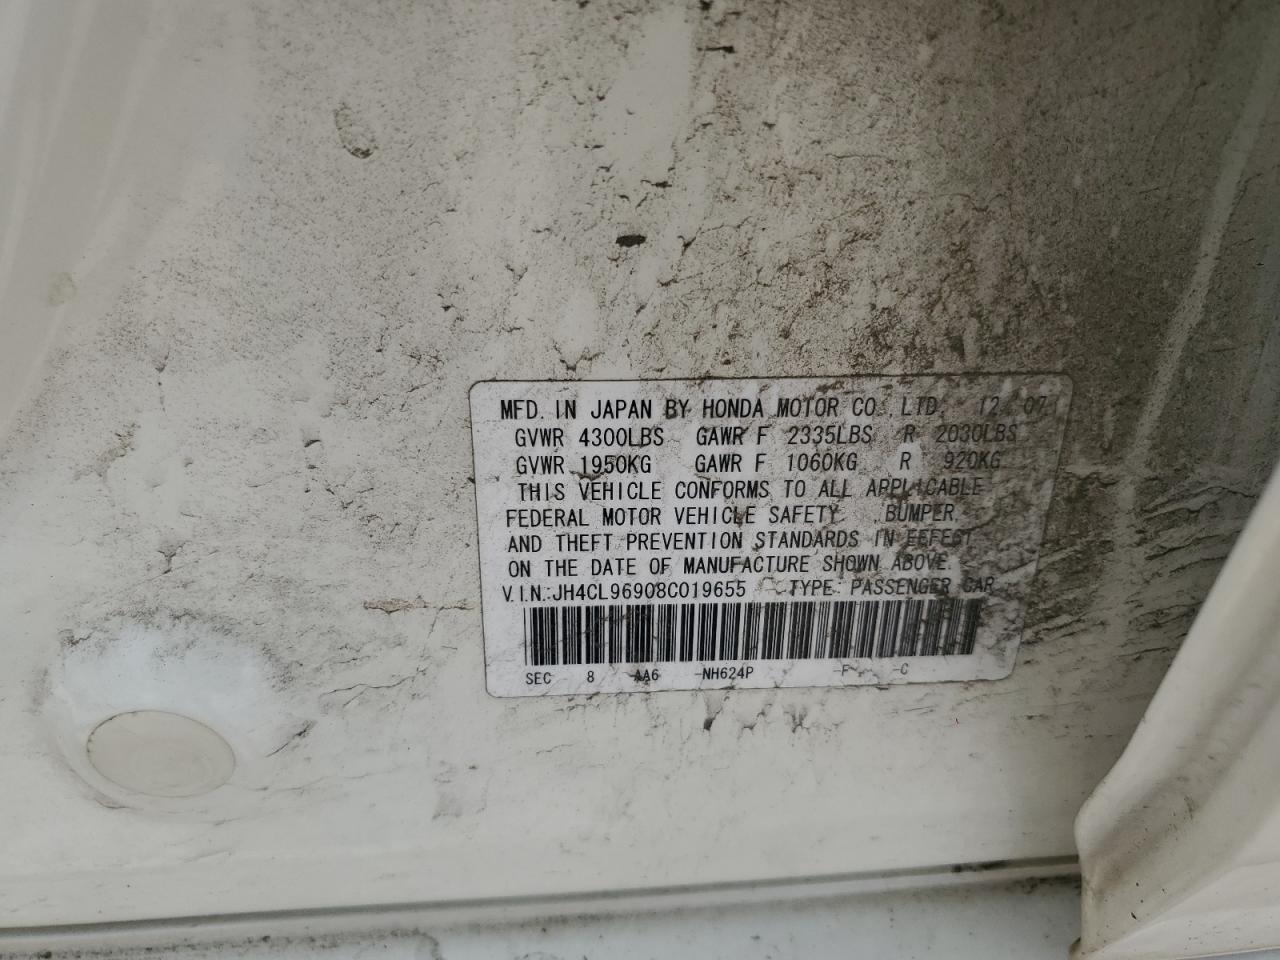 MFD. IN JAPAN BY HONDA MOTOR CO.,LTD. 12/07
GVWR 4300LBS GAWR F 2335LBS R 2030LBS
GVWR 1950KG GAWR F 1060KG R 920KG
THIS VEHICLE CONFORMS TO ALL APPLICABLE
FEDERAL MOTOR VEHICLE SAFETY, BUMPER,
AND THEFT PREVENTION STANDARDS IN EFFECT
ON THE DATE OF MANUFACTURE SHOWN ABOVE.
V.I.N.:JH4CL96908C019655 TYPE: PASSENGER CAR
SEC 8 AA6 -NH624P -F -C